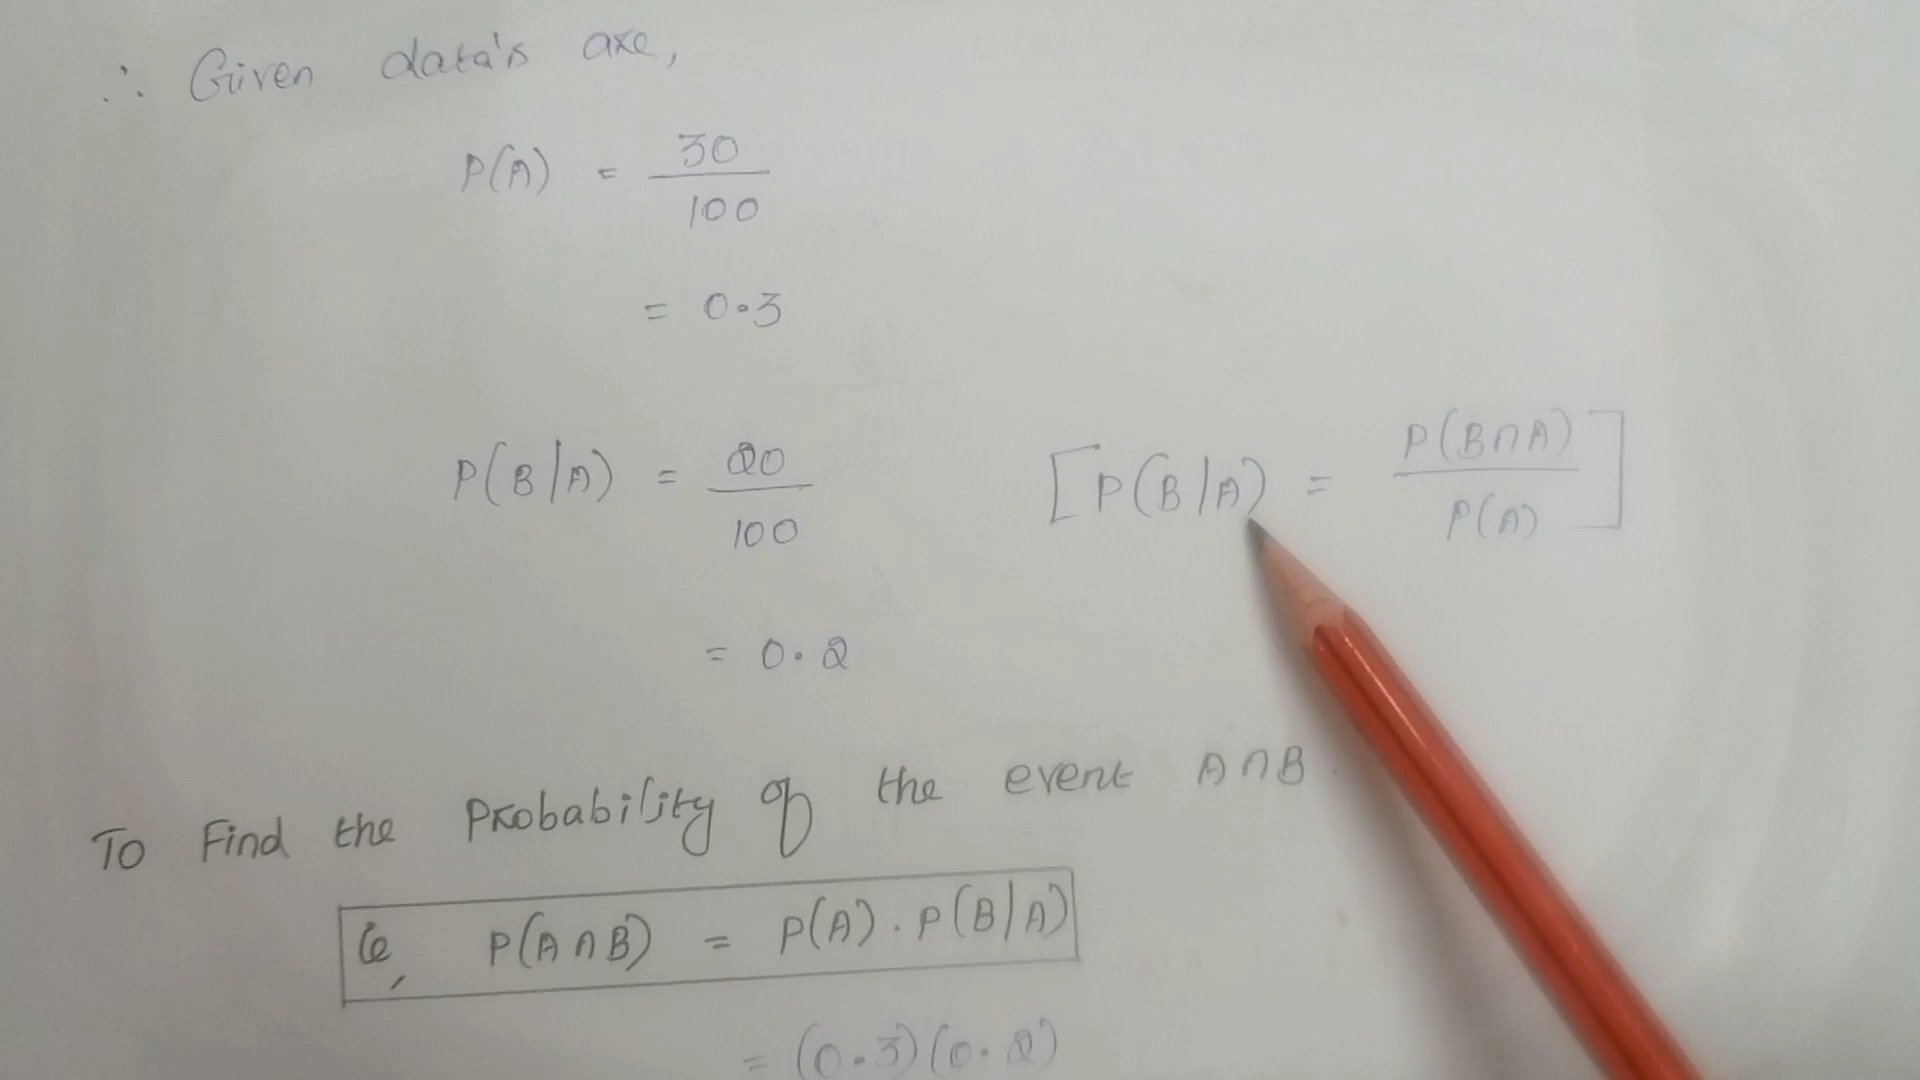 ∴ Given data's are,
P(A) = 30/100
= 0.3
P(B|A) = 20/100 [P(B|A) = P(B∩A)/P(A)]
= 0.2
To Find the Probability of the event A∩B.
ie, P(A∩B) = P(A).P(B|A)
= (0.3)(0.2)